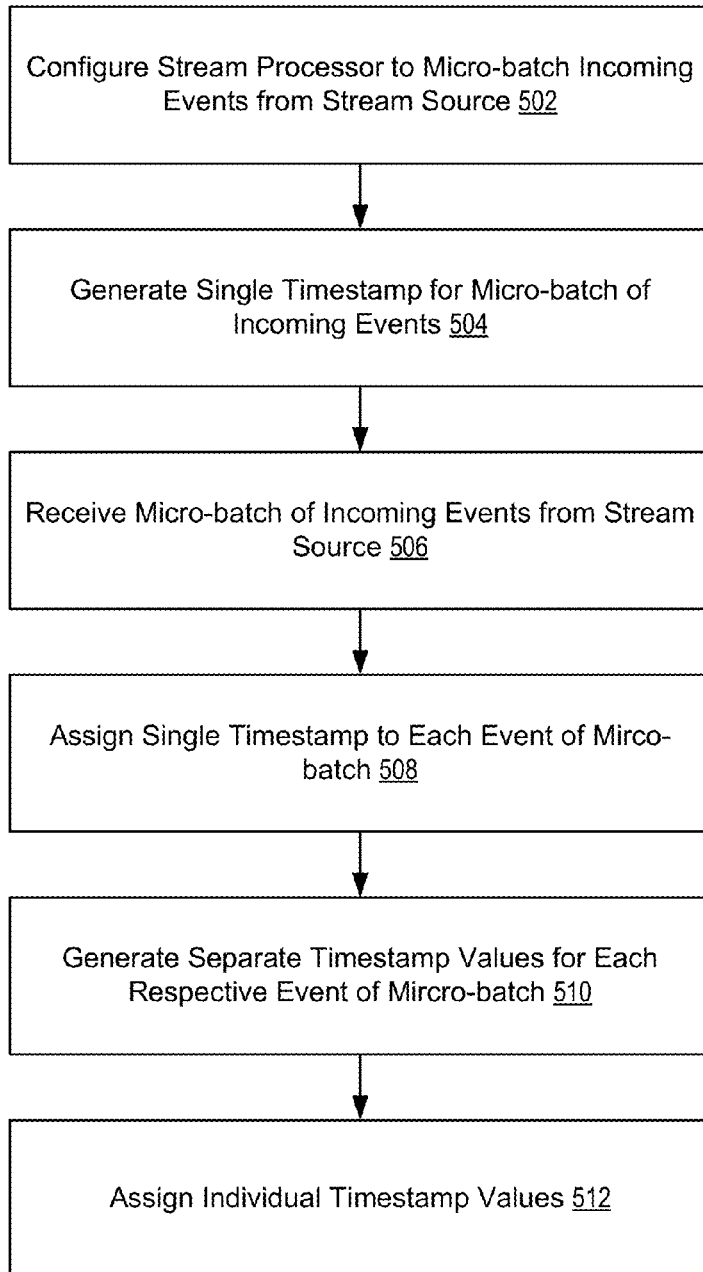 Configure Stream Processor to Micro-batch Incoming
Events from Stream Source 502
Generate Single Timestamp for Micro-batch of
Incoming Events 504
Receive Micro-batch of Incoming Events from Stream
Source 506
Assign Single Timestamp to Each Event of Mirco-
batch 508
Generate Separate Timestamp Values for Each
Respective Event of Mircro-batch 510
Assign Individual Timestamp Values 512